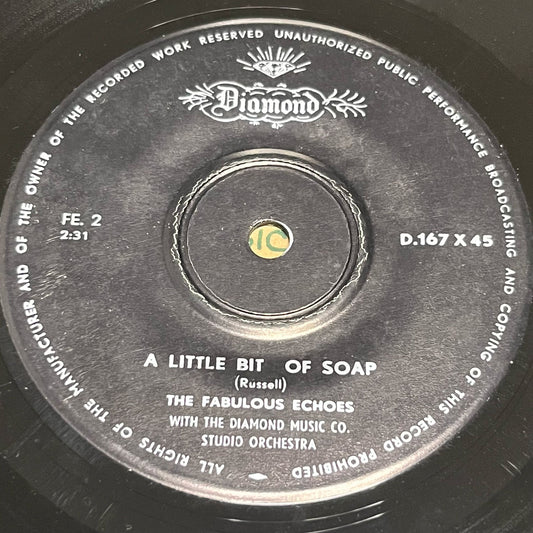 ALL RIGHTS OF THE MANUFACTURER AND OF THE OWNER OF THE RECORDED WORK RESERVED UNAUTHORIZED PUBLIC PERFORMANCE BROADCASTING AND COPYING OF THIS RECORD PROHIBITED
Diamond
FE. 2
2:31
D.167 X 45
SIC
A LITTLE BIT OF SOAP
(Russell)
THE FABULOUS ECHOES
WITH THE DIAMOND MUSIC CO.
STUDIO ORCHESTRA